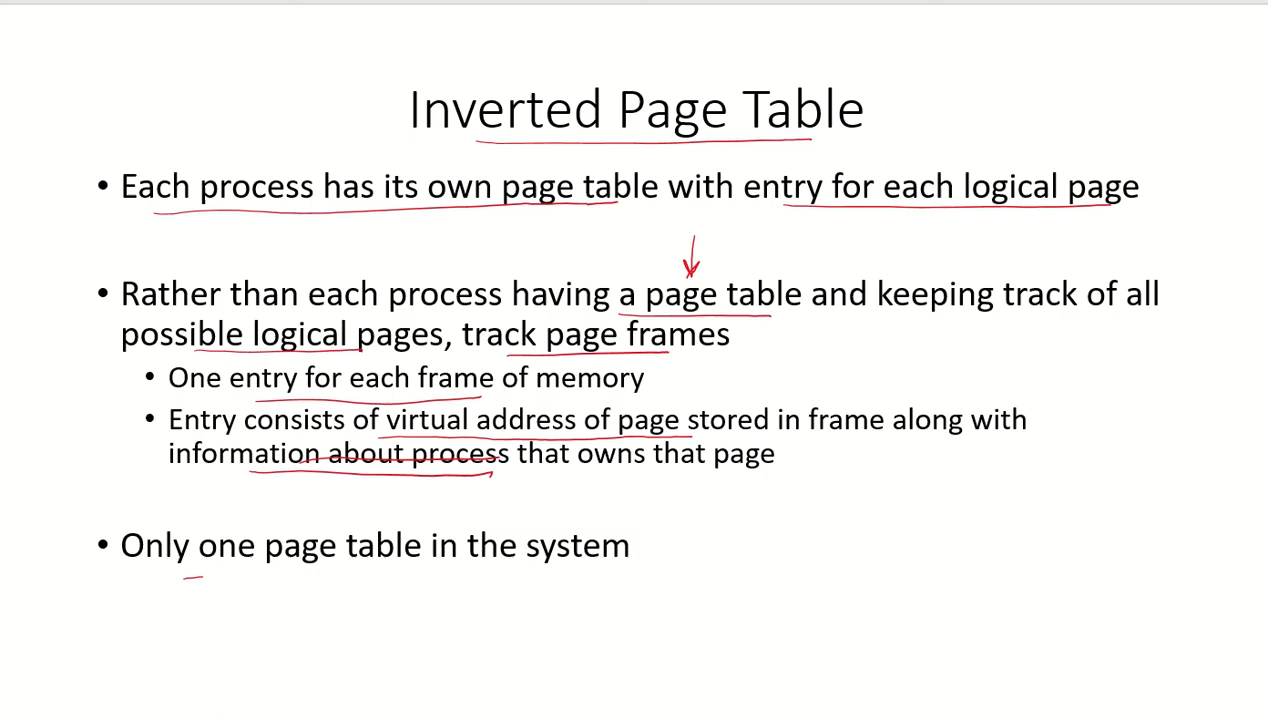 Inverted Page Table
• Each process has its own page table with entry for each logical page
• Rather than each process having a page table and keeping track of all
possible logical pages, track page frames
• One entry for each frame of memory
• Entry consists of virtual address of page stored in frame along with
information about process that owns that page
• Only one page table in the system